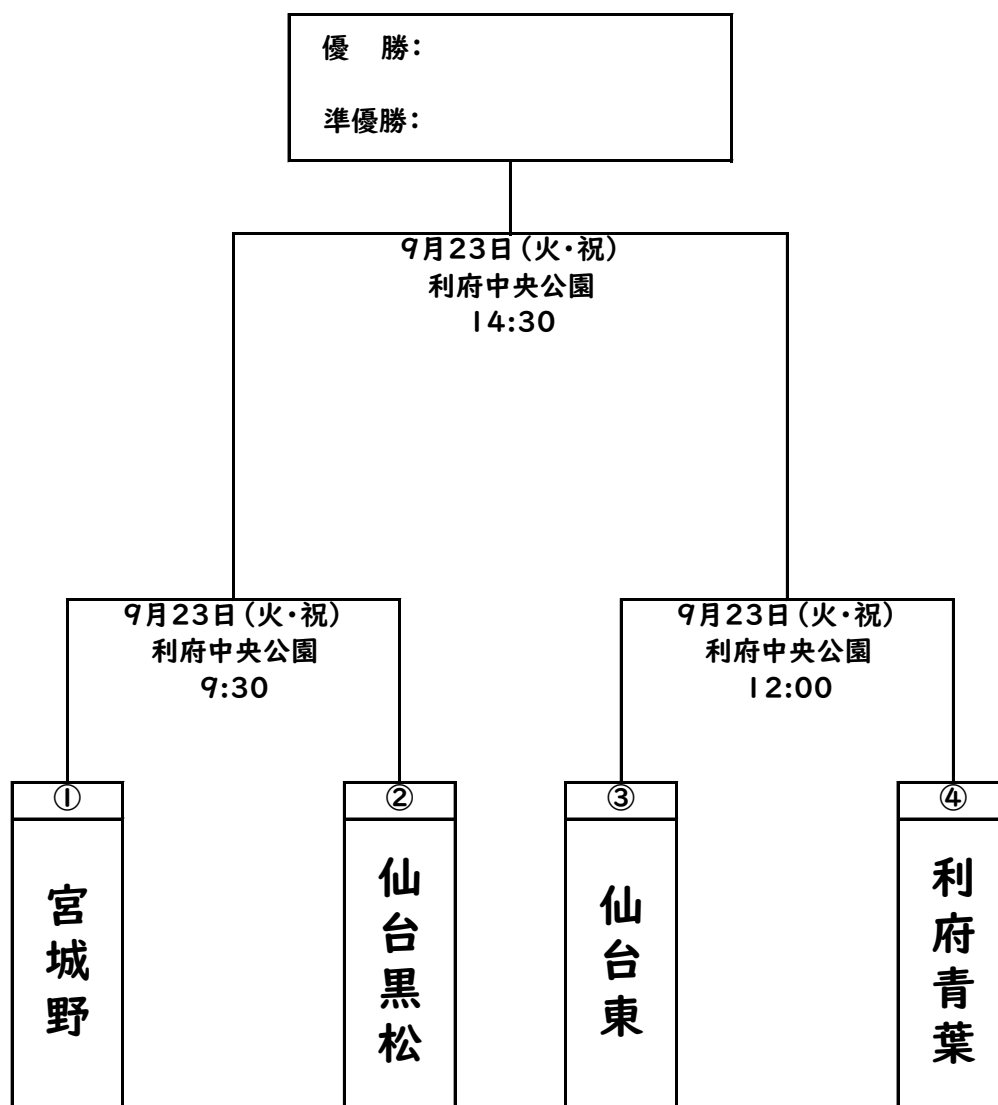 優　勝：
準優勝：
9月23日（火・祝）
利府中央公園
14:30
9月23日（火・祝）
利府中央公園
9:30
9月23日（火・祝）
利府中央公園
12:00
①
②
③
④
宮城野
仙台黒松
仙台東
利府青葉